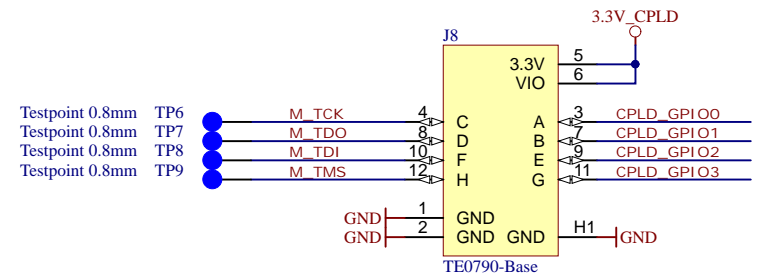 3.3V_CPLD
J8
3.3V 5
VIO 6
Testpoint 0.8mm TP6 M_TCK 4 C A 3 CPLD_GPIO0
Testpoint 0.8mm TP7 M_TDO 8 D B 7 CPLD_GPIO1
Testpoint 0.8mm TP8 M_TDI 10 F E 9 CPLD_GPIO2
Testpoint 0.8mm TP9 M_TMS 12 H G 11 CPLD_GPIO3
GND 1 GND
GND 2 GND GND H1 GND
TE0790-Base